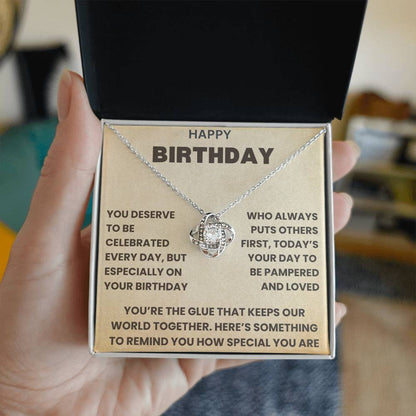 HAPPY
BIRTHDAY
YOU DESERVE
TO BE
CELEBRATED
EVERY DAY, BUT
ESPECIALLY ON
YOUR BIRTHDAY
WHO ALWAYS
PUTS OTHERS
FIRST, TODAY'S
YOUR DAY TO
BE PAMPERED
AND LOVED
YOU'RE THE GLUE THAT KEEPS OUR
WORLD TOGETHER. HERE'S SOMETHING
TO REMIND YOU HOW SPECIAL YOU ARE